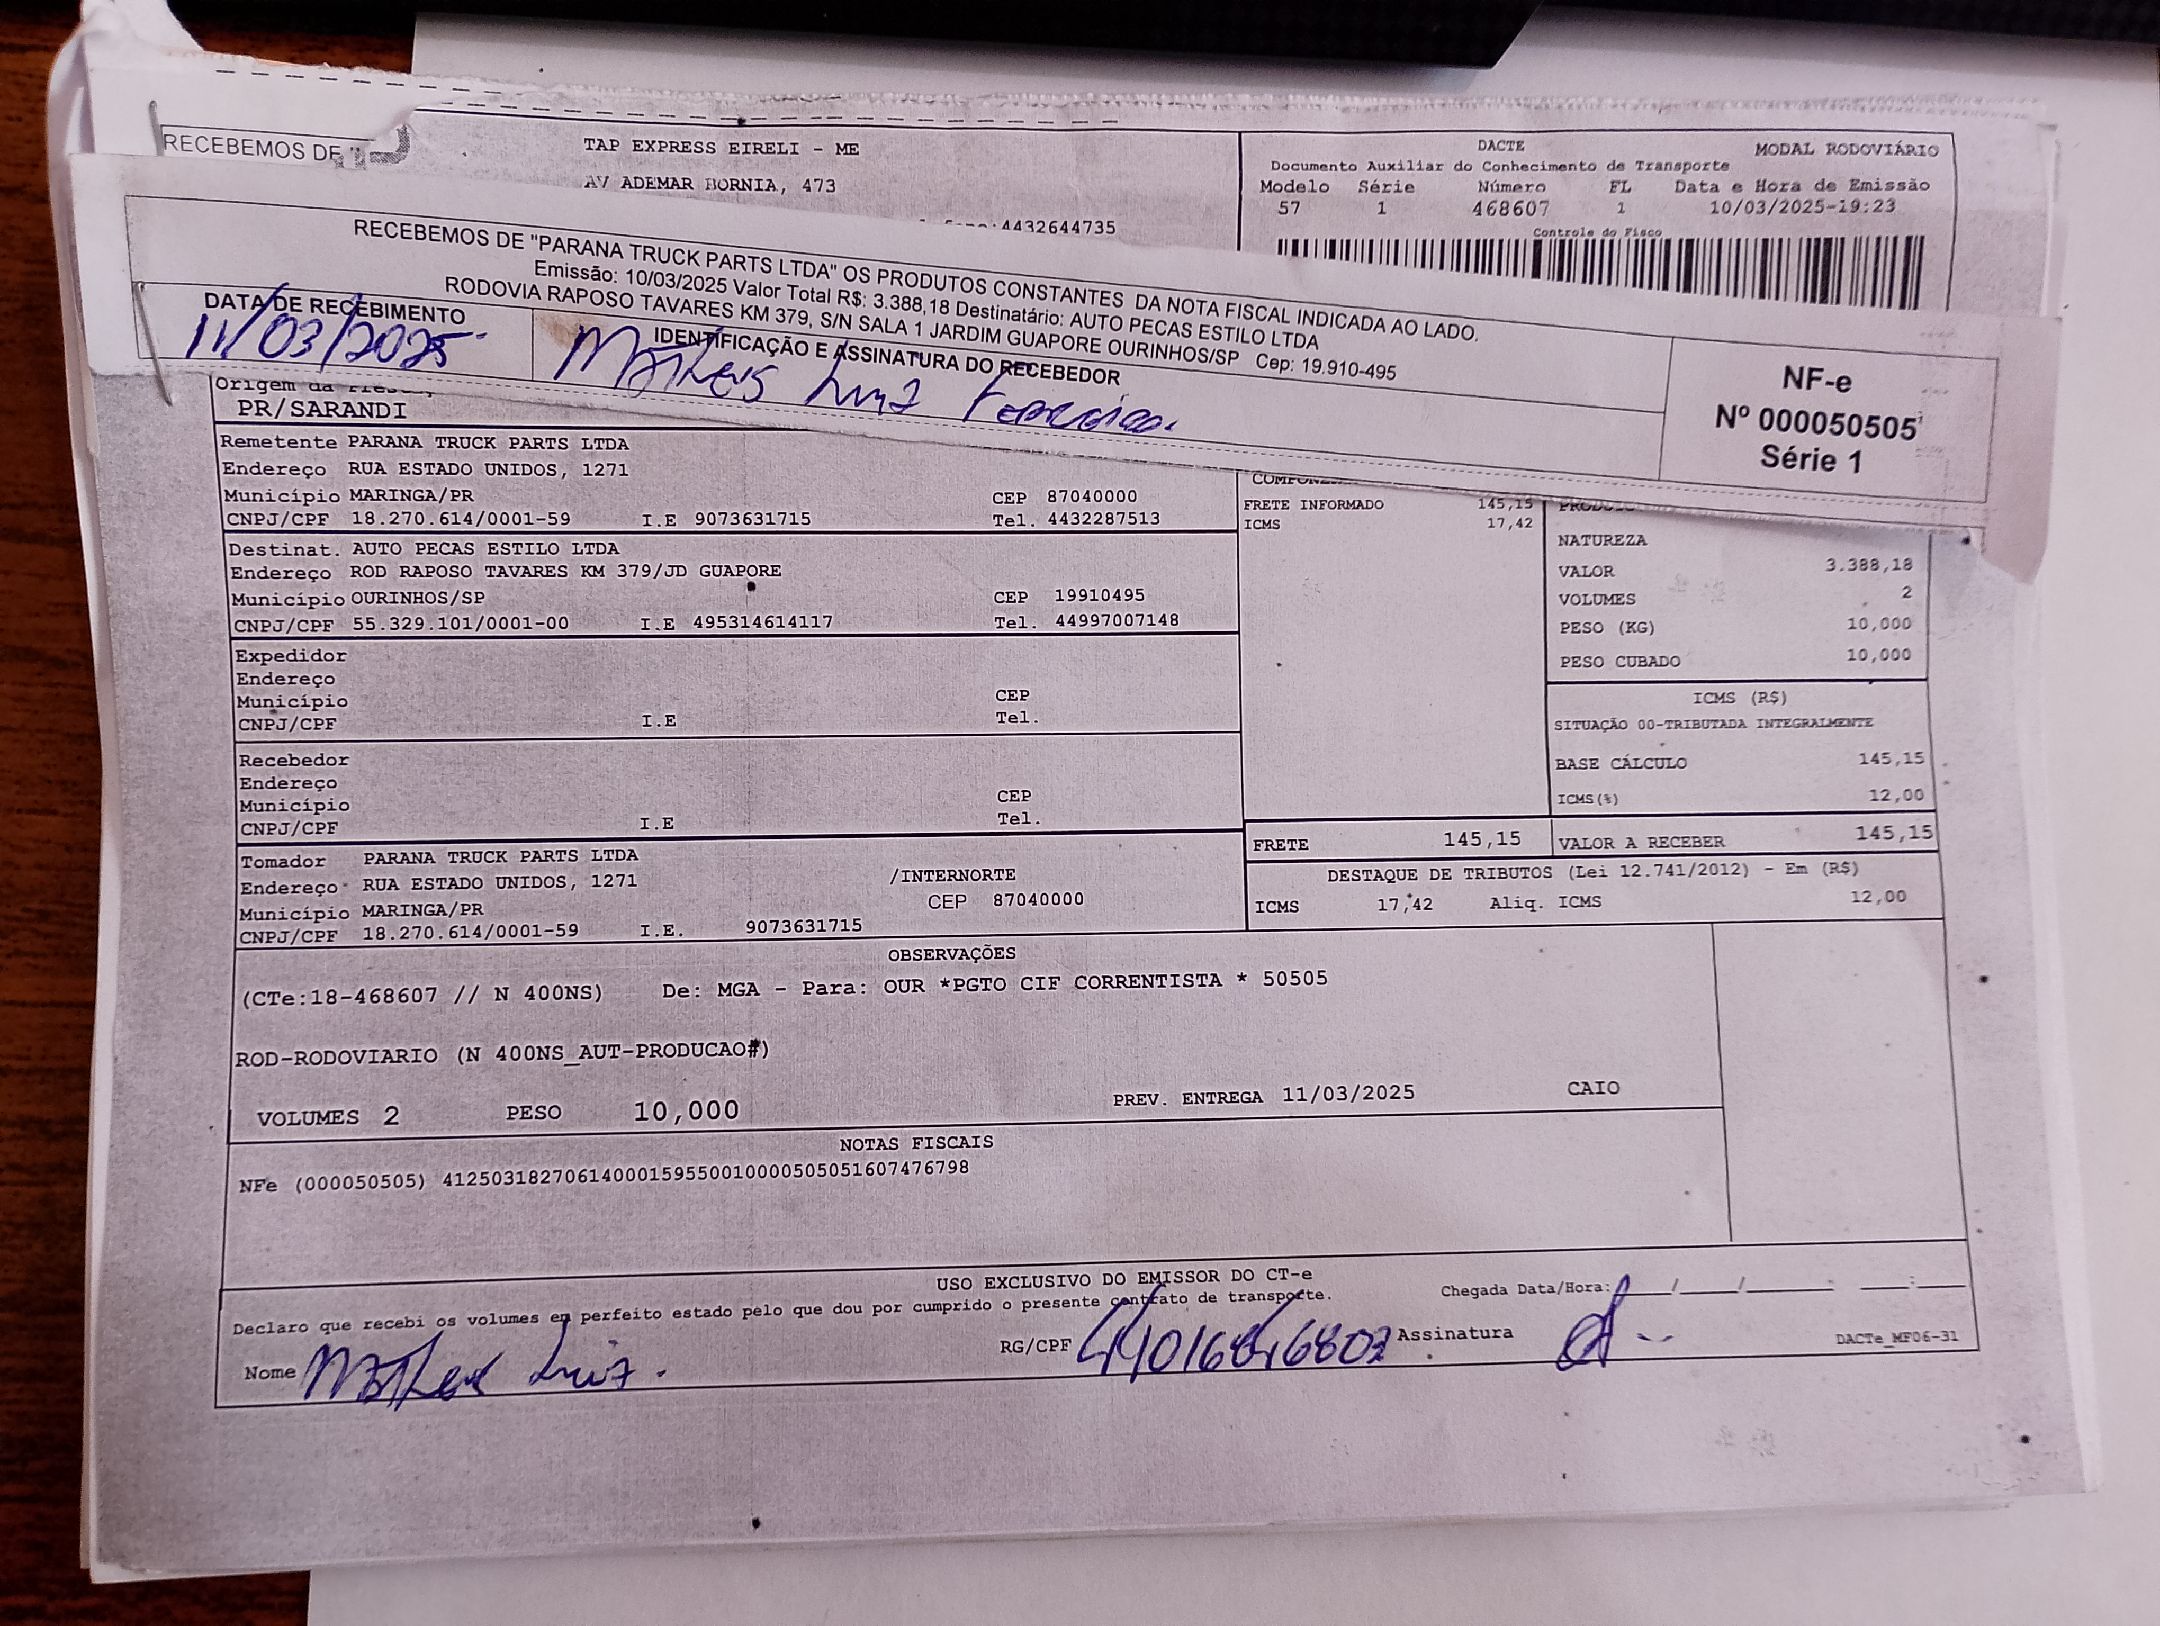 RECEBEMOS DE "
TAP EXPRESS EIRELI - ME
AV ADEMAR BORNIA, 473
4432644735
DACTE
MODAL RODOVIÁRIO
Documento Auxiliar do Conhecimento de Transporte
Modelo Série Número FL Data e Hora de Emissão
57 1 468607 1 10/03/2025-19:23
Controle do Fisco
RECEBEMOS DE "PARANA TRUCK PARTS LTDA" OS PRODUTOS CONSTANTES DA NOTA FISCAL INDICADA AO LADO.
Emissão: 10/03/2025 Valor Total R$: 3.388,18 Destinatário: AUTO PECAS ESTILO LTDA
RODOVIA RAPOSO TAVARES KM 379, S/N SALA 1 JARDIM GUAPORE OURINHOS/SP Cep: 19.910-495
DATA DE RECEBIMENTO
11/03/2025
IDENTIFICAÇÃO E ASSINATURA DO RECEBEDOR
Matheus Luiz Ferreira.
NF-e
Nº 000050505
Série 1
Origem da
PR/SARANDI
Remetente PARANA TRUCK PARTS LTDA
Endereço RUA ESTADO UNIDOS, 1271
Município MARINGA/PR CEP 87040000
CNPJ/CPF 18.270.614/0001-59 I.E 9073631715 Tel. 4432287513
Destinat. AUTO PECAS ESTILO LTDA
Endereço ROD RAPOSO TAVARES KM 379/JD GUAPORE
Município OURINHOS/SP CEP 19910495
CNPJ/CPF 55.329.101/0001-00 I.E 495314614117 Tel. 44997007148
Expedidor
Endereço
Município CEP
CNPJ/CPF I.E Tel.
Recebedor
Endereço
Município CEP
CNPJ/CPF I.E Tel.
Tomador PARANA TRUCK PARTS LTDA
Endereço RUA ESTADO UNIDOS, 1271 /INTERNORTE
Município MARINGA/PR CEP 87040000
CNPJ/CPF 18.270.614/0001-59 I.E. 9073631715
FRETE INFORMADO 145,15
ICMS 17,42
NATUREZA
VALOR 3.388,18
VOLUMES 2
PESO (KG) 10,000
PESO CUBADO 10,000
ICMS (R$)
SITUAÇÃO 00-TRIBUTADA INTEGRALMENTE
BASE CÁLCULO 145,15
ICMS(%) 12,00
FRETE 145,15 VALOR A RECEBER 145,15
DESTAQUE DE TRIBUTOS (Lei 12.741/2012) - Em (R$)
ICMS 17,42 Aliq. ICMS 12,00
OBSERVAÇÕES
(CTe:18-468607 // N 400NS) De: MGA - Para: OUR *PGTO CIF CORRENTISTA * 50505
ROD-RODOVIARIO (N 400NS_AUT-PRODUCAO#)
VOLUMES 2 PESO 10,000 PREV. ENTREGA 11/03/2025 CAIO
NOTAS FISCAIS
NFe (000050505) 41250318270614000159550010000505051607476798
USO EXCLUSIVO DO EMISSOR DO CT-e
Declaro que recebi os volumes em perfeito estado pelo que dou por cumprido o presente contrato de transporte.
Chegada Data/Hora: / / :
Nome Matheus Luiz.
RG/CPF 44016846802 Assinatura
DACTe_MF06-31